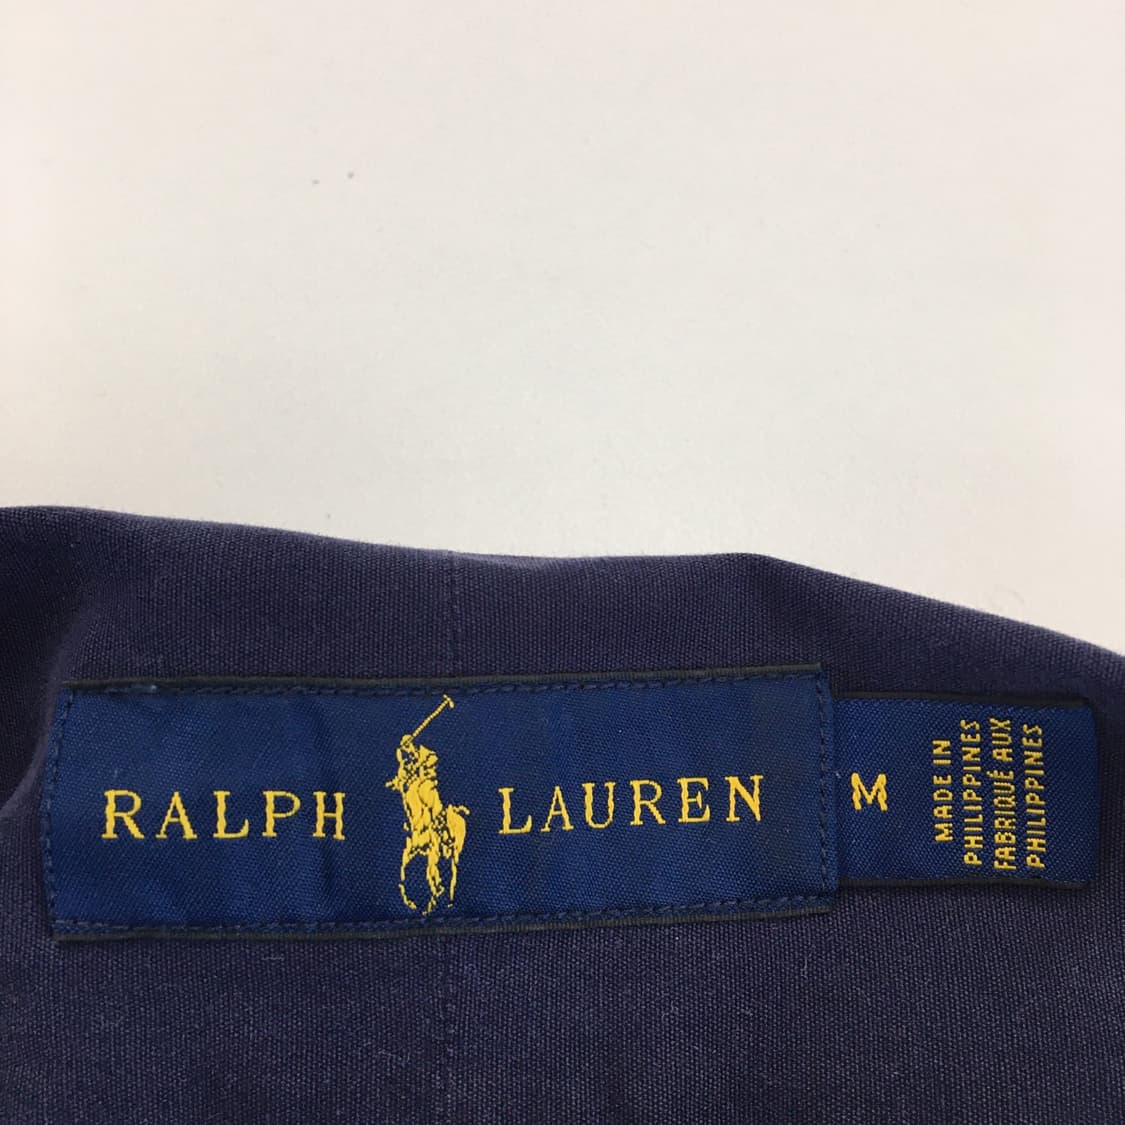 RALPH LAUREN
M
MADE IN
PHILIPPINES
FABRIQUÉ AUX
PHILIPPINES